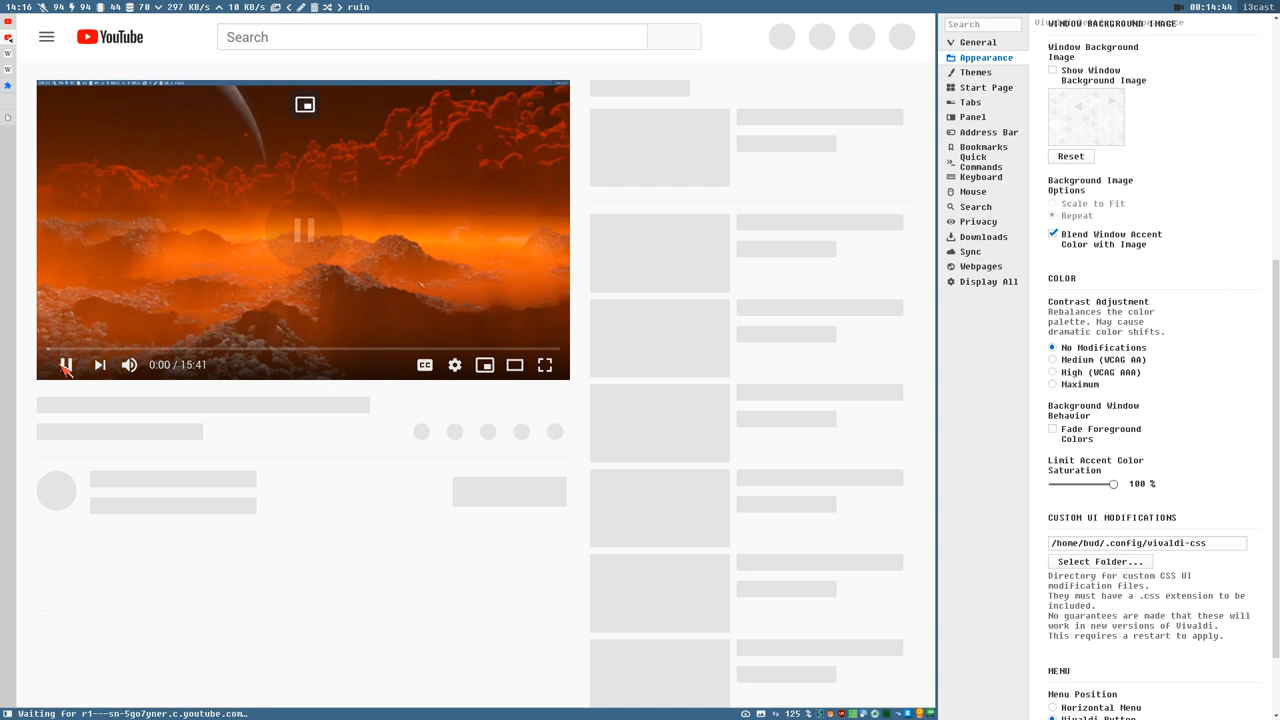 14:16 94 94 44 70 297 KB/s 10 KB/s ruin
00:14:44 i3cast
YouTube
Search
0:00 / 15:41
Waiting for r1---sn-5go7yner.c.youtube.com…
125 %
Search
General
Appearance
Themes
Start Page
Tabs
Panel
Address Bar
Bookmarks
Quick
Commands
Keyboard
Mouse
Search
Privacy
Downloads
Sync
Webpages
Display All
WINDOW BACKGROUND IMAGE
Window Background
Image
Show Window
Background Image
Reset
Background Image
Options
Scale to Fit
Repeat
Blend Window Accent
Color with Image
COLOR
Contrast Adjustment
Rebalances the color
palette. May cause
dramatic color shifts.
No Modifications
Medium (WCAG AA)
High (WCAG AAA)
Maximum
Background Window
Behavior
Fade Foreground
Colors
Limit Accent Color
Saturation
100 %
CUSTOM UI MODIFICATIONS
/home/bud/.config/vivaldi-css
Select Folder...
Directory for custom CSS UI
modification files.
They must have a .css extension to be
included.
No guarantees are made that these will
work in new versions of Vivaldi.
This requires a restart to apply.
MENU
Menu Position
Horizontal Menu
Vivaldi Button